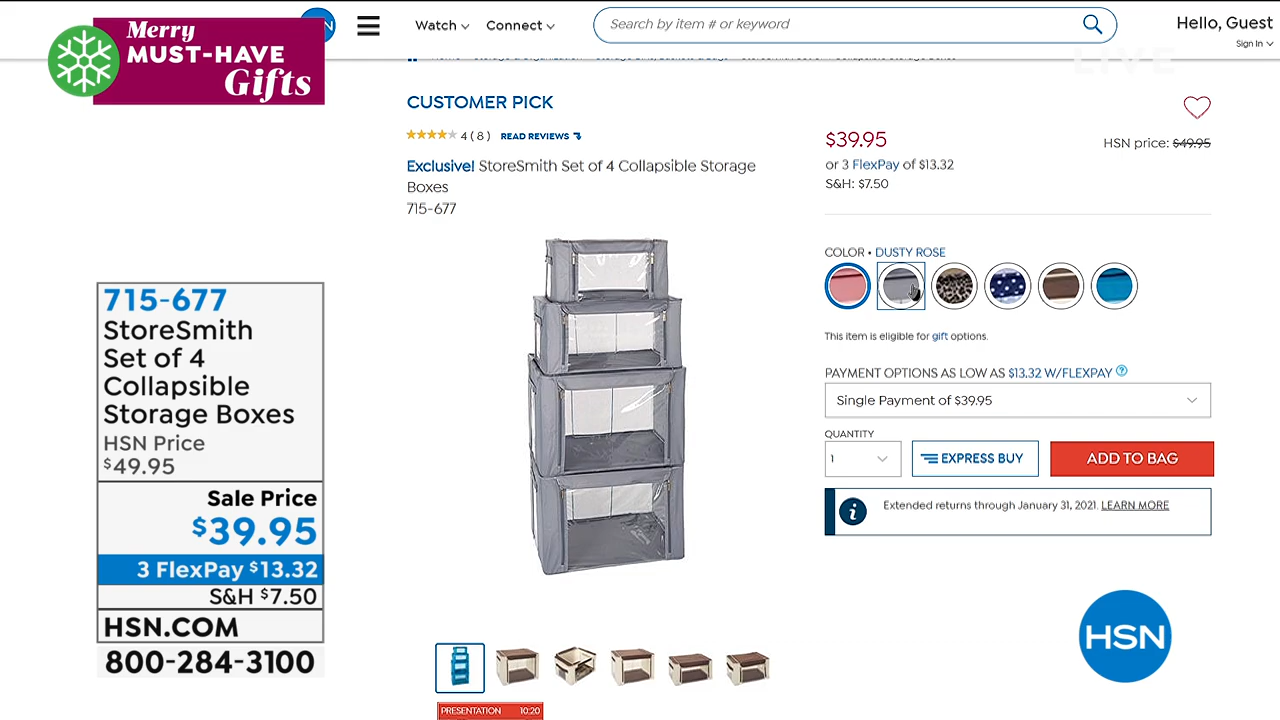 Merry
MUST-HAVE
Gifts
Watch
Connect
Search by item # or keyword
Hello, Guest
Sign In
LIVE
CUSTOMER PICK
4 ( 8 ) READ REVIEWS
Exclusive! StoreSmith Set of 4 Collapsible Storage
Boxes
715-677
$39.95
HSN price: $49.95
or 3 FlexPay of $13.32
S&H: $7.50
COLOR • DUSTY ROSE
This item is eligible for gift options.
PAYMENT OPTIONS AS LOW AS $13.32 W/FLEXPAY ?
Single Payment of $39.95
QUANTITY
1
EXPRESS BUY
ADD TO BAG
i
Extended returns through January 31, 2021. LEARN MORE
715-677
StoreSmith
Set of 4
Collapsible
Storage Boxes
HSN Price
$49.95
Sale Price
$39.95
3 FlexPay $13.32
S&H $7.50
HSN.COM
800-284-3100
HSN
PRESENTATION 10:20